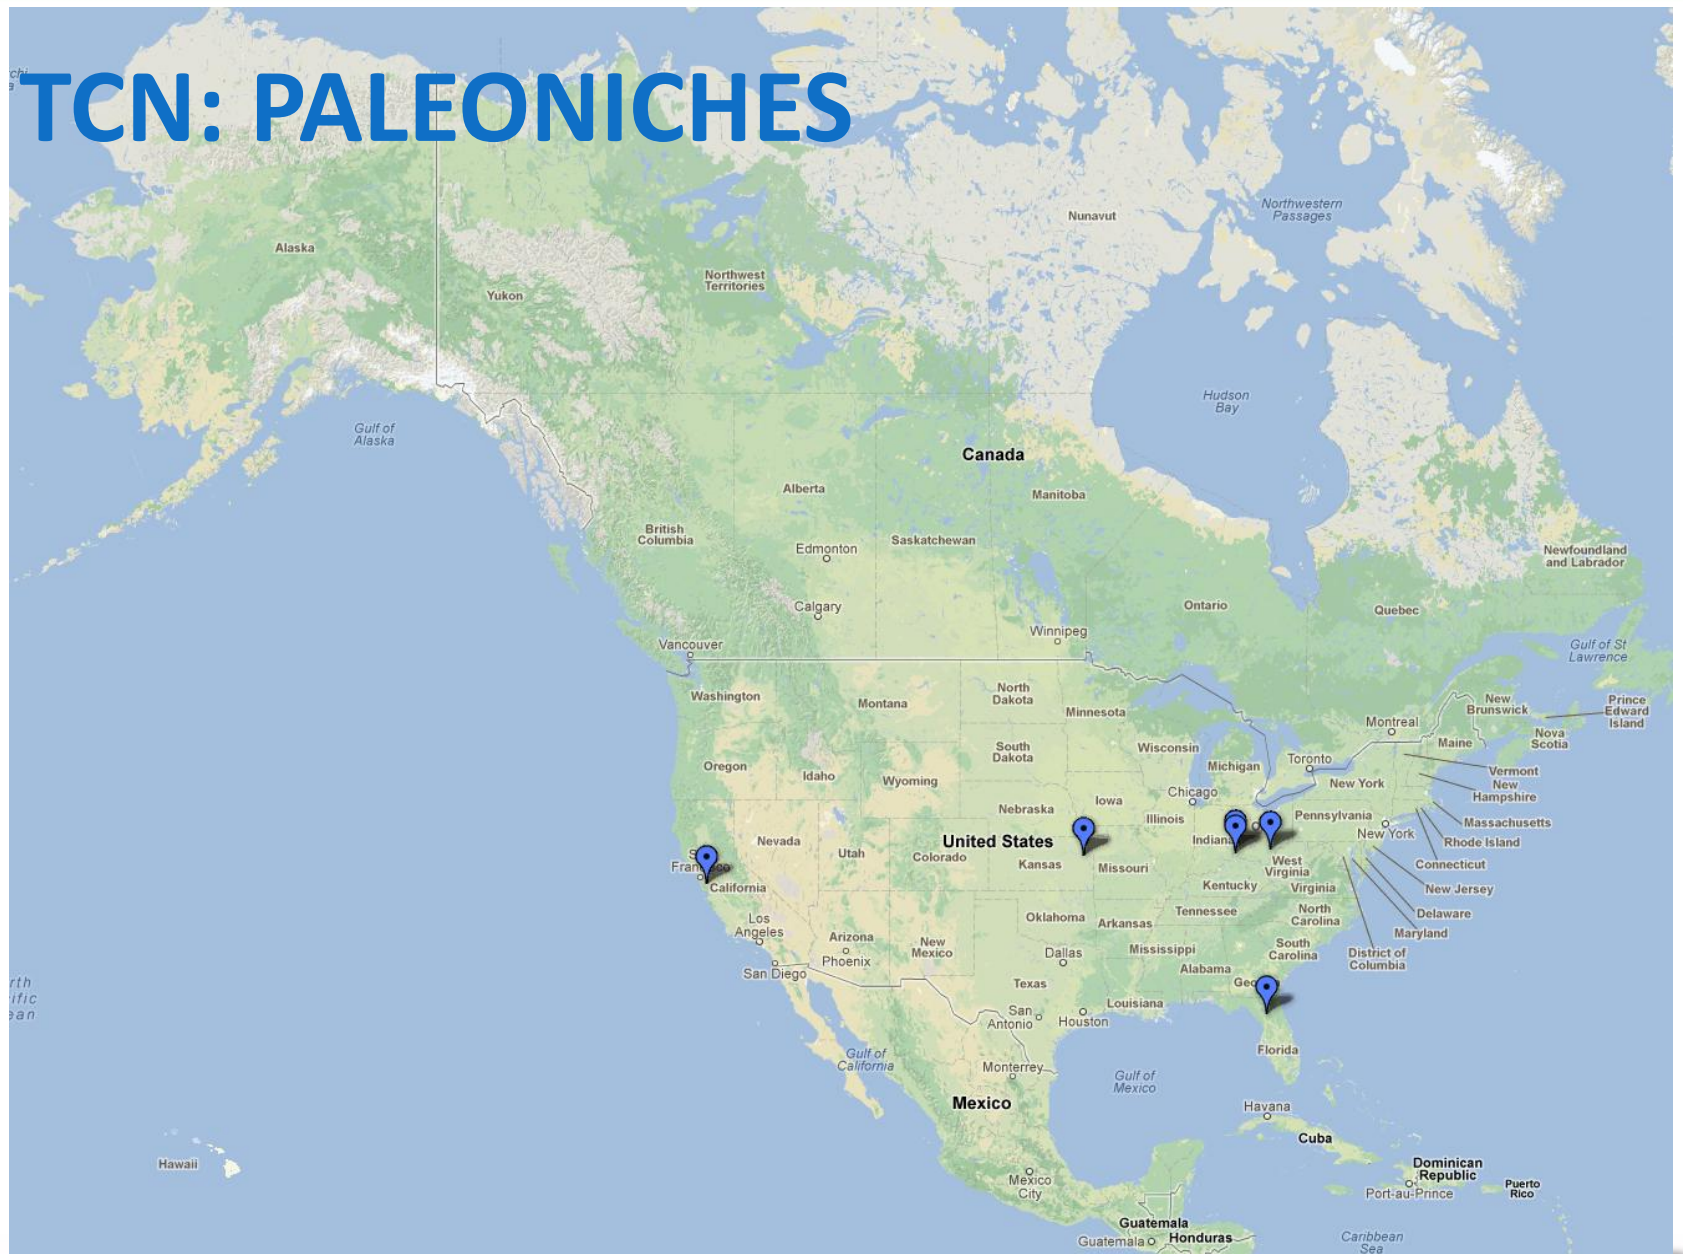 TCN: PALEONICHES
Northwestern
Passages
Nunavut
Alaska
Northwest
Territories
Yukon
Hudson
Bay
Gulf of
Alaska
Canada
Alberta
Manitoba
British
Columbia
Saskatchewan
Edmonton
Newfoundland
and Labrador
Calgary
Ontario
Quebec
Winnipeg
Vancouver
Gulf of St
Lawrence
Washington
North
Dakota
Montana
Minnesota
New
Brunswick
Prince
Edward
Island
Montreal
Nova
Scotia
Maine
Wisconsin
South
Dakota
Oregon
Idaho
Michigan
Toronto
Vermont
Wyoming
New York
New
Hampshire
Chicago
Iowa
Nebraska
Illinois
Pennsylvania
Massachusetts
New York
Rhode Island
United States
Nevada
Indiana
Utah
Colorado
Kansas
Missouri
West
Virginia
Connecticut
California
Kentucky
Virginia
New Jersey
Los
Angeles
Oklahoma
Arkansas
Tennessee
North
Carolina
Delaware
Maryland
Arizona
New
Mexico
Phoenix
Dallas
Mississippi
South
Carolina
District of
Columbia
San Diego
Alabama
Texas
Louisiana
San
Antonio
Houston
Florida
Gulf of
California
Monterrey
Gulf of
Mexico
Mexico
Havana
Cuba
Hawaii
Dominican
Republic
Port-au-Prince
Puerto
Rico
Mexico
City
Guatemala
Guatemala
Honduras
Caribbean
Sea